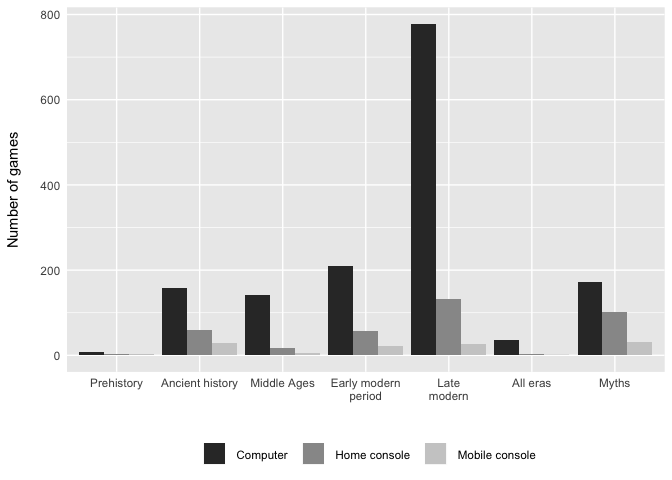 800
600
400
200
0
Number of games
Prehistory
Ancient history
Middle Ages
Early modern
period
Late
modern
All eras
Myths
Computer
Home console
Mobile console